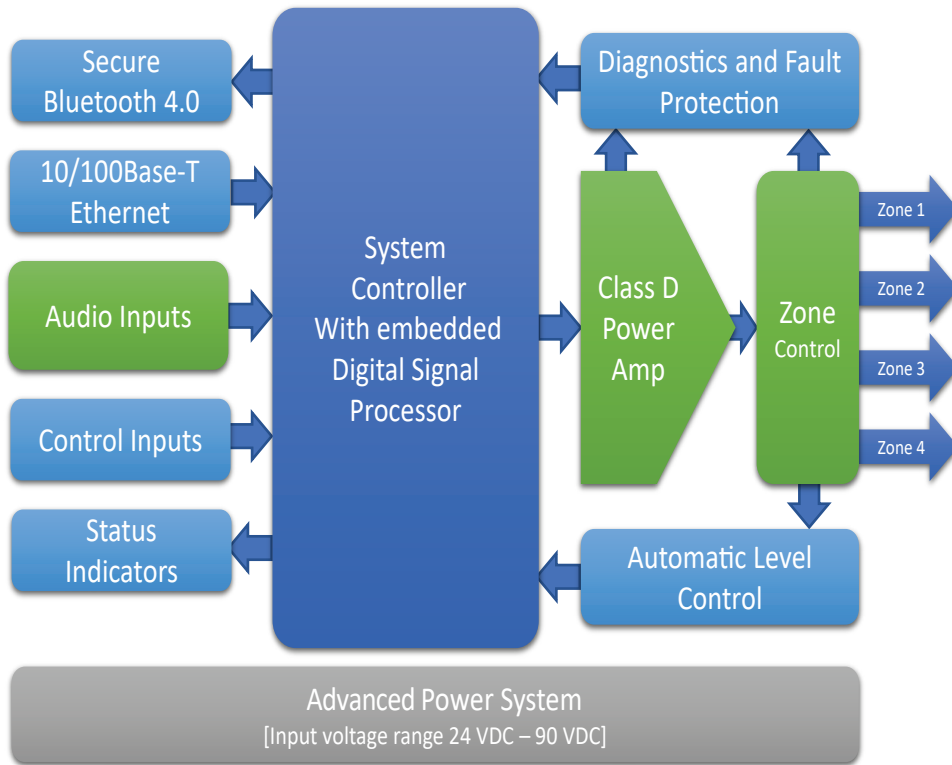 Secure
Bluetooth 4.0
10/100Base-T
Ethernet
Audio Inputs
Control Inputs
Status
Indicators
System
Controller
With embedded
Digital Signal
Processor
Diagnostics and Fault
Protection
Class D
Power
Amp
Zone
Control
Zone 1
Zone 2
Zone 3
Zone 4
Automatic Level
Control
Advanced Power System
[Input voltage range 24 VDC – 90 VDC]